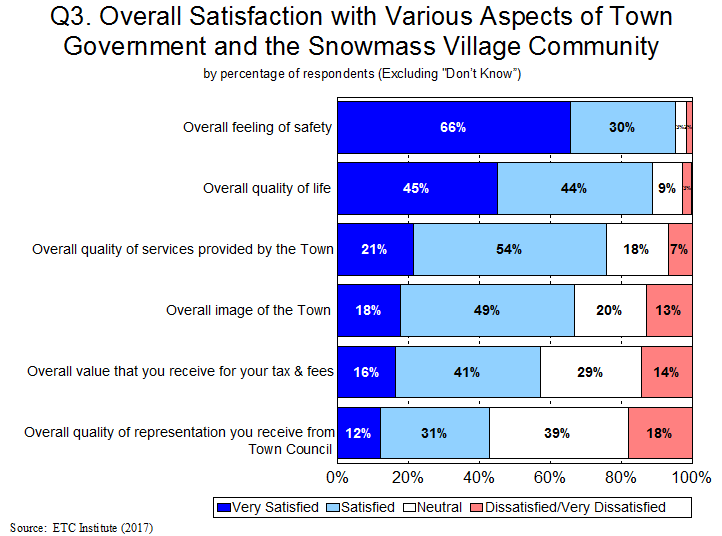 Q3. Overall Satisfaction with Various Aspects of Town
Government and the Snowmass Village Community
by percentage of respondents (Excluding "Don't Know")
Overall feeling of safety
66% 30% 3% 2%
Overall quality of life
45% 44% 9% 3%
Overall quality of services provided by the Town
21% 54% 18% 7%
Overall image of the Town
18% 49% 20% 13%
Overall value that you receive for your tax & fees
16% 41% 29% 14%
Overall quality of representation you receive from
Town Council
12% 31% 39% 18%
0% 20% 40% 60% 80% 100%
Very Satisfied Satisfied Neutral Dissatisfied/Very Dissatisfied
Source: ETC Institute (2017)